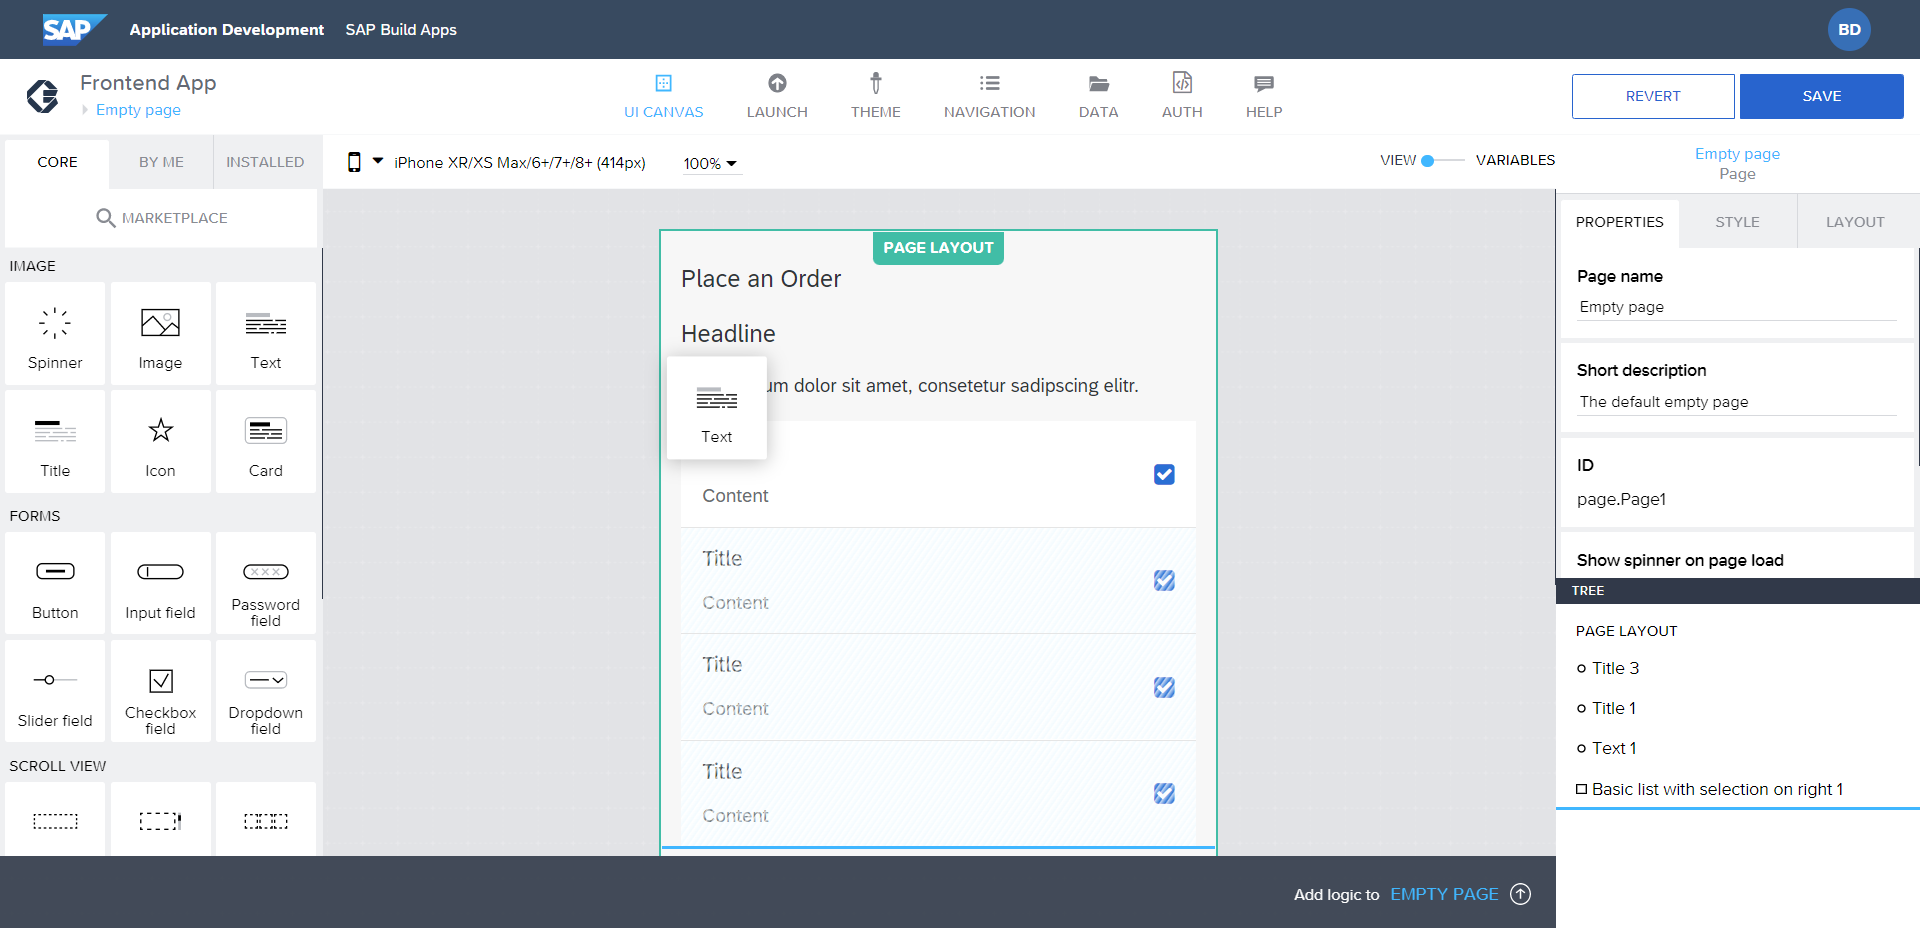 SAP Application Development SAP Build Apps BD
Frontend App
Empty page
UI CANVAS LAUNCH THEME NAVIGATION DATA AUTH HELP
REVERT SAVE
CORE BY ME INSTALLED
MARKETPLACE
IMAGE
Spinner Image Text
Title Icon Card
FORMS
Button Input field Password
field
Slider field Checkbox Dropdown
field field
SCROLL VIEW
iPhone XR/XS Max/6+/7+/8+ (414px) 100% VIEW VARIABLES
PAGE LAYOUT
Place an Order
Headline
um dolor sit amet, consetetur sadipscing elitr.
Text
Content
Title
Content
Title
Content
Title
Content
Add logic to EMPTY PAGE
Empty page
Page
PROPERTIES STYLE LAYOUT
Page name
Empty page
Short description
The default empty page
ID
page.Page1
Show spinner on page load
TREE
PAGE LAYOUT
Title 3
Title 1
Text 1
Basic list with selection on right 1